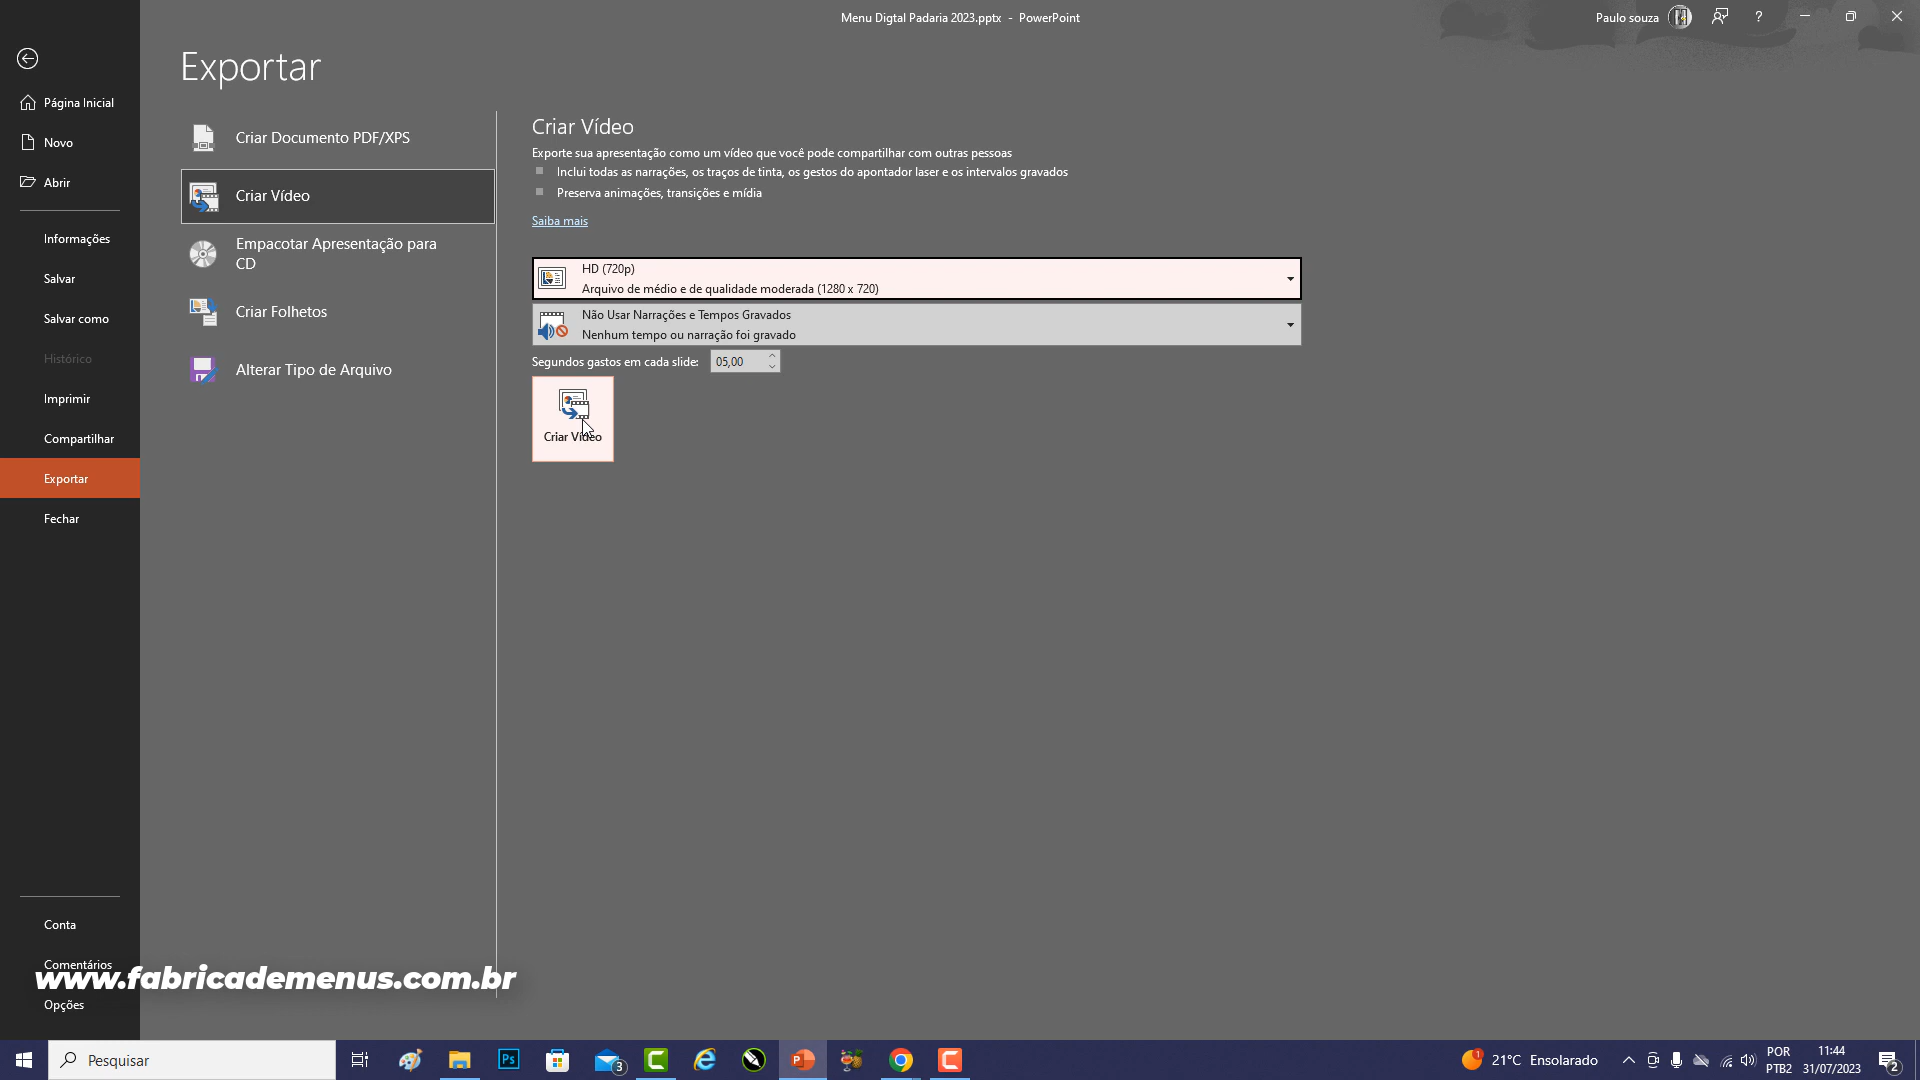 Menu Digtal Padaria 2023.pptx - PowerPoint
Paulo souza
?
Exportar
Página Inicial
Novo
Abrir
Informações
Salvar
Salvar como
Histórico
Imprimir
Compartilhar
Exportar
Fechar
Conta
Comentários
Opções
Criar Documento PDF/XPS
Criar Vídeo
Empacotar Apresentação para
CD
Criar Folhetos
Alterar Tipo de Arquivo
Criar Vídeo
Exporte sua apresentação como um vídeo que você pode compartilhar com outras pessoas
Inclui todas as narrações, os traços de tinta, os gestos do apontador laser e os intervalos gravados
Preserva animações, transições e mídia
Saiba mais
HD (720p)
Arquivo de médio e de qualidade moderada (1280 x 720)
Não Usar Narrações e Tempos Gravados
Nenhum tempo ou narração foi gravado
Segundos gastos em cada slide: 05,00
Criar Vídeo
www.fabricademenus.com.br
Pesquisar
Ps
3
1
21°C Ensolarado
POR
PTB2
11:44
31/07/2023
2